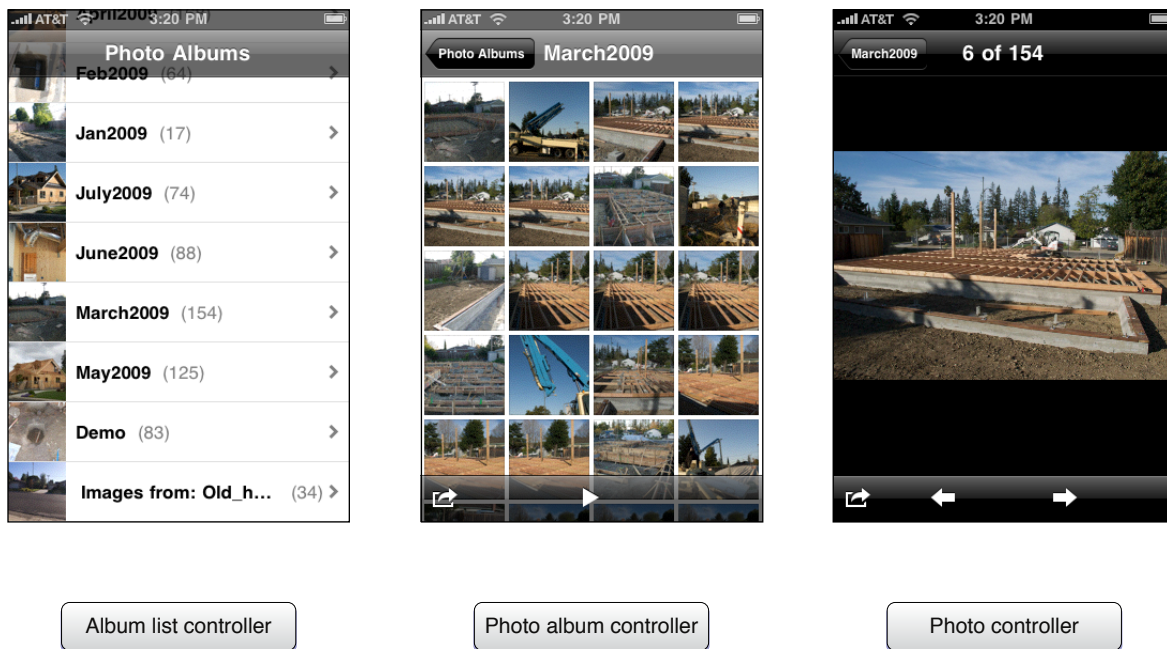 AT&T 3:20 PM
April2009
Photo Albums
Feb2009 (64)
Jan2009 (17)
July2009 (74)
June2009 (88)
March2009 (154)
May2009 (125)
Demo (83)
Images from: Old_h... (34)
Album list controller
AT&T 3:20 PM
Photo Albums March2009
Photo album controller
AT&T 3:20 PM
March2009 6 of 154
Photo controller